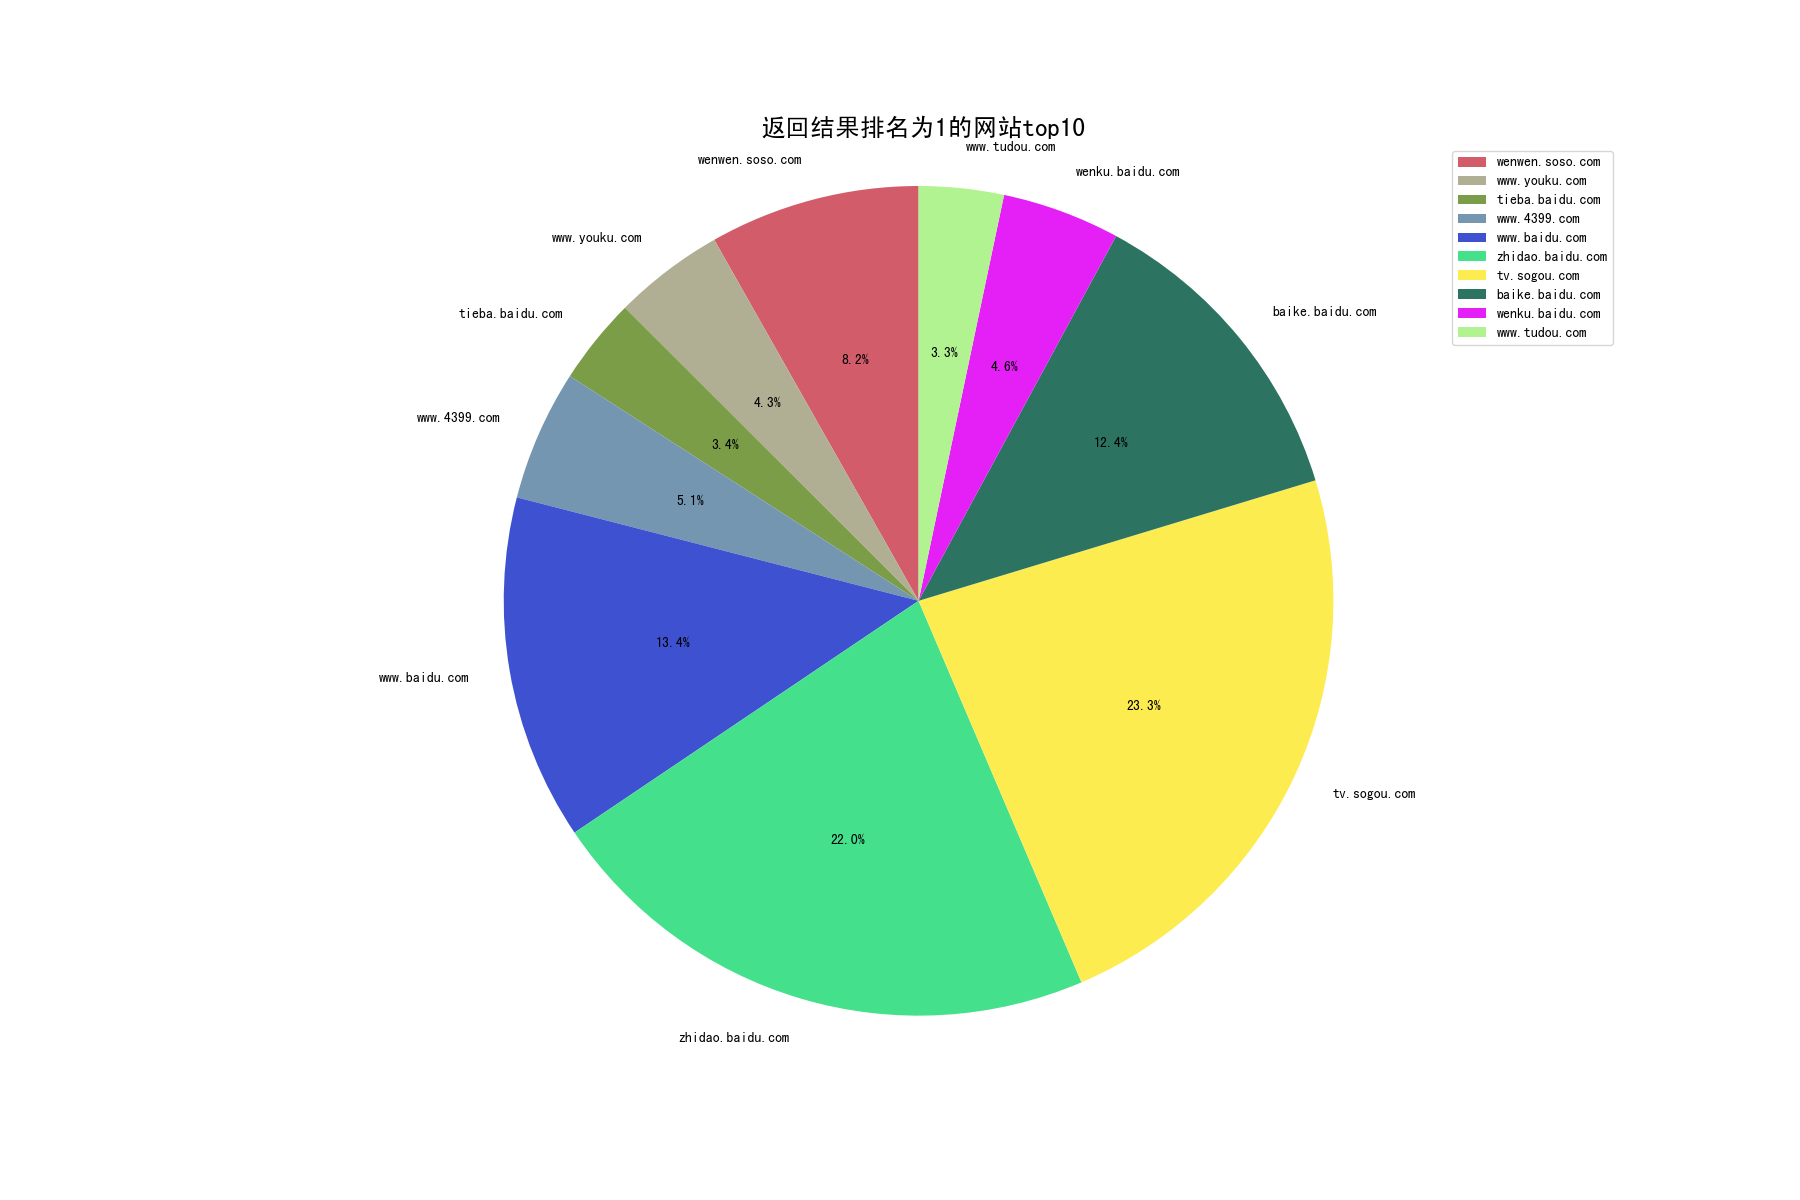 返回结果排名为1的网站top10
www.tudou.com
wenwen.soso.com
wenku.baidu.com
www.youku.com
tieba.baidu.com
baike.baidu.com
www.4399.com
www.baidu.com
tv.sogou.com
zhidao.baidu.com
8.2%
3.3%
4.6%
4.3%
3.4%
12.4%
5.1%
13.4%
23.3%
22.0%
wenwen.soso.com
www.youku.com
tieba.baidu.com
www.4399.com
www.baidu.com
zhidao.baidu.com
tv.sogou.com
baike.baidu.com
wenku.baidu.com
www.tudou.com